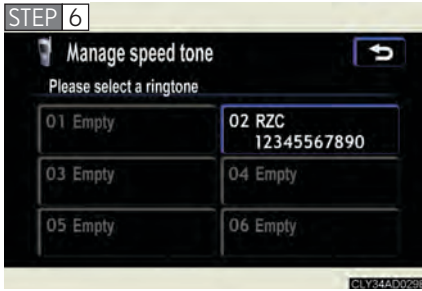 STEP 6
Manage speed tone
Please select a ringtone
01 Empty
02 RZC
12345567890
03 Empty
04 Empty
05 Empty
06 Empty
CLY34AD029E